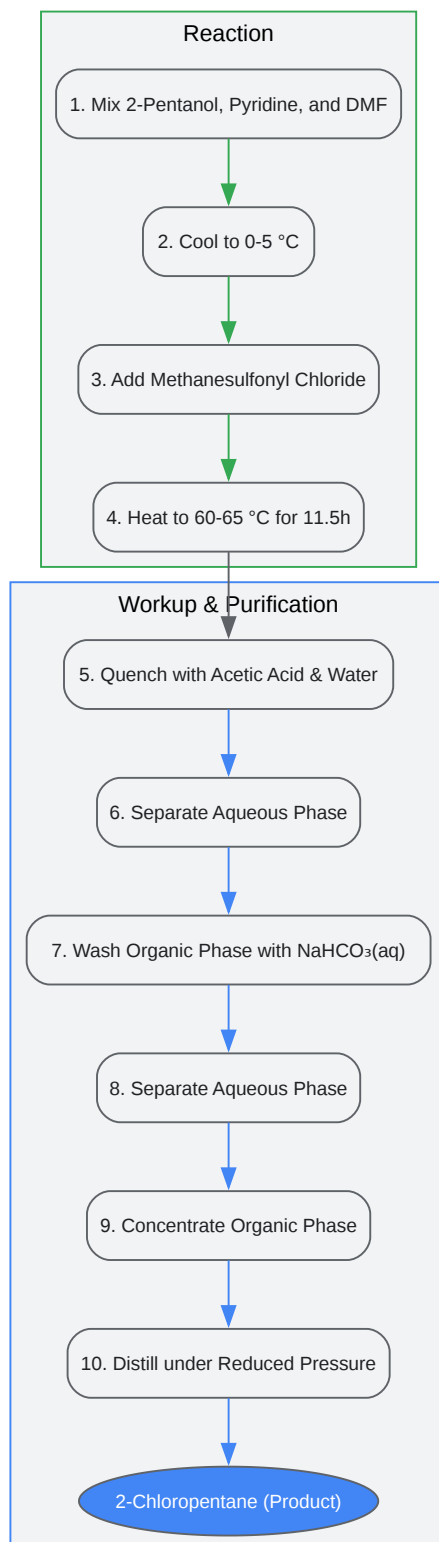 Reaction
1. Mix 2-Pentanol, Pyridine, and DMF
2. Cool to 0-5 °C
3. Add Methanesulfonyl Chloride
4. Heat to 60-65 °C for 11.5h
Workup & Purification
5. Quench with Acetic Acid & Water
6. Separate Aqueous Phase
7. Wash Organic Phase with NaHCO₃(aq)
8. Separate Aqueous Phase
9. Concentrate Organic Phase
10. Distill under Reduced Pressure
2-Chloropentane (Product)